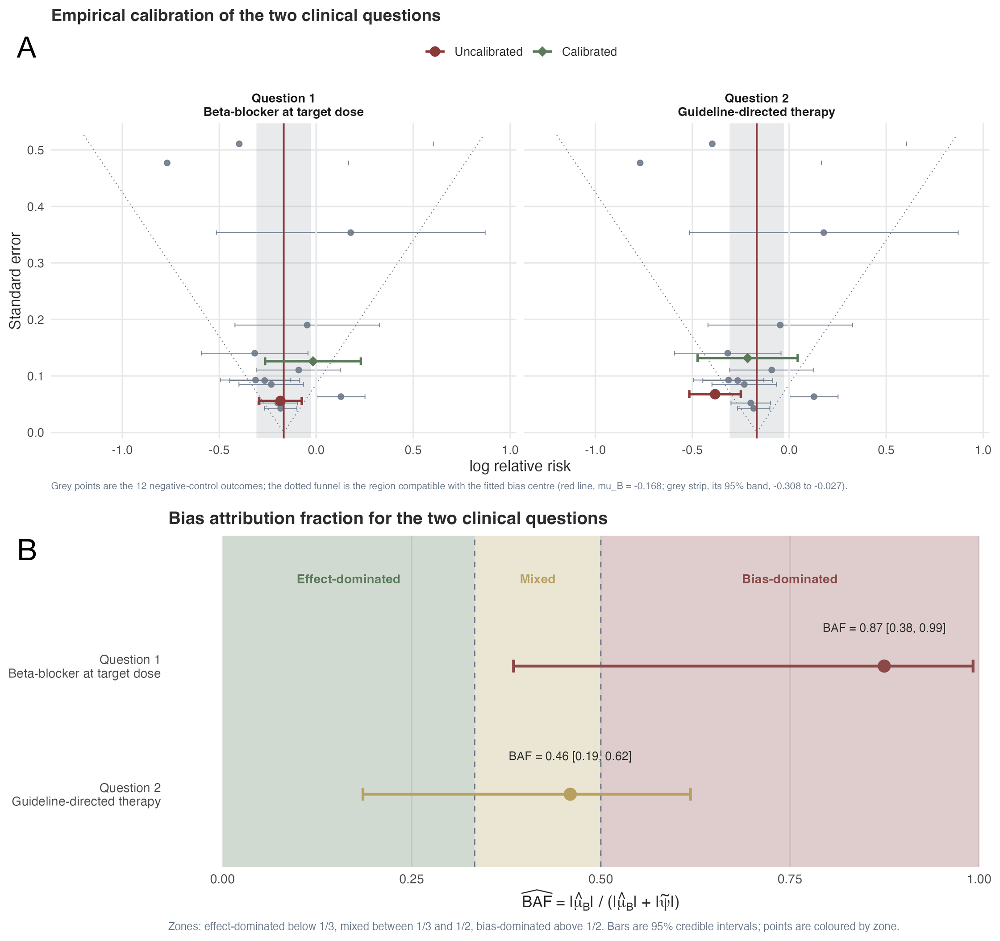 Empirical calibration of the two clinical questions
A
Uncalibrated
Calibrated
Question 1
Beta-blocker at target dose
Question 2
Guideline-directed therapy
Standard error
0.5
0.4
0.3
0.2
0.1
0.0
-1.0 -0.5 0.0 0.5 1.0
-1.0 -0.5 0.0 0.5 1.0
log relative risk
Grey points are the 12 negative-control outcomes; the dotted funnel is the region compatible with the fitted bias centre (red line, mu_B = -0.168; grey strip, its 95% band, -0.308 to -0.027).
Bias attribution fraction for the two clinical questions
B
Effect-dominated
Mixed
Bias-dominated
BAF = 0.87 [0.38, 0.99]
Question 1
Beta-blocker at target dose
BAF = 0.46 [0.19, 0.62]
Question 2
Guideline-directed therapy
0.00 0.25 0.50 0.75 1.00
B͡AF = |μ̂_B| / (|μ̂_B| + |ψ̃|)
Zones: effect-dominated below 1/3, mixed between 1/3 and 1/2, bias-dominated above 1/2. Bars are 95% credible intervals; points are coloured by zone.